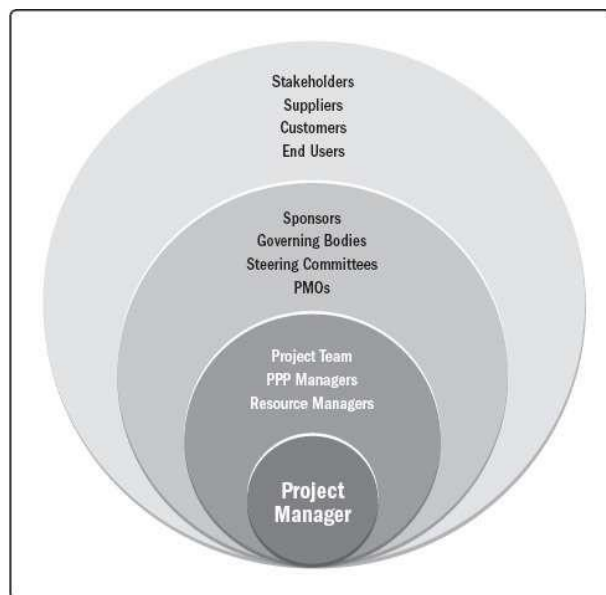 Stakeholders
Suppliers
Customers
End Users
Sponsors
Governing Bodies
Steering Committees
PMOs
Project Team
PPP Managers
Resource Managers
Project
Manager